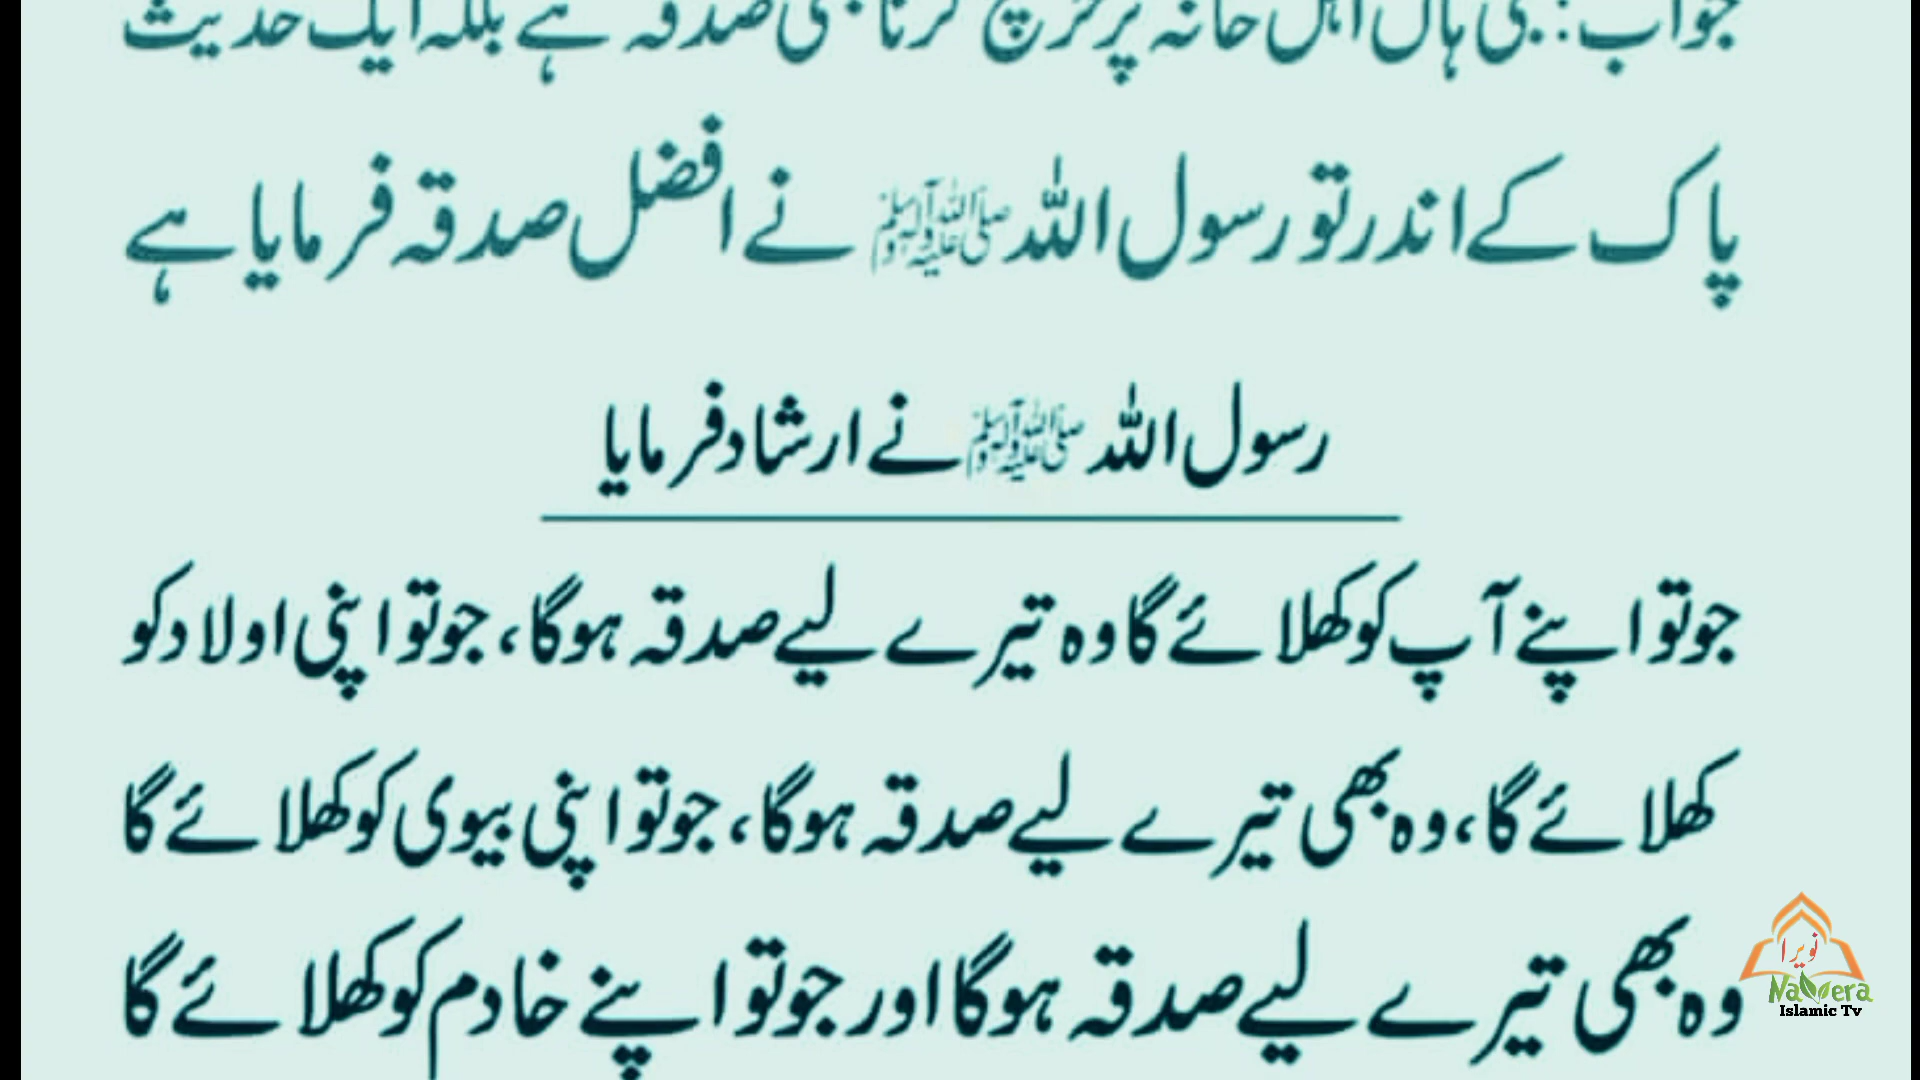 جواب: جی ہاں اہل خانہ پر خرچ کرنا بھی صدقہ ہے بلکہ ایک حدیث
پاک کے اندر تو رسول اللہ ﷺ نے افضل صدقہ فرمایا ہے
رسول اللہ ﷺ نے ارشاد فرمایا
جو تو اپنے آپ کو کھلائے گا وہ تیرے لیے صدقہ ہوگا، جو تو اپنی اولاد کو
کھلائے گا، وہ بھی تیرے لیے صدقہ ہوگا، جو تو اپنی بیوی کو کھلائے گا
وہ بھی تیرے لیے صدقہ ہوگا اور جو تو اپنے خادم کو کھلائے گا
نویرا
Navera
Islamic Tv